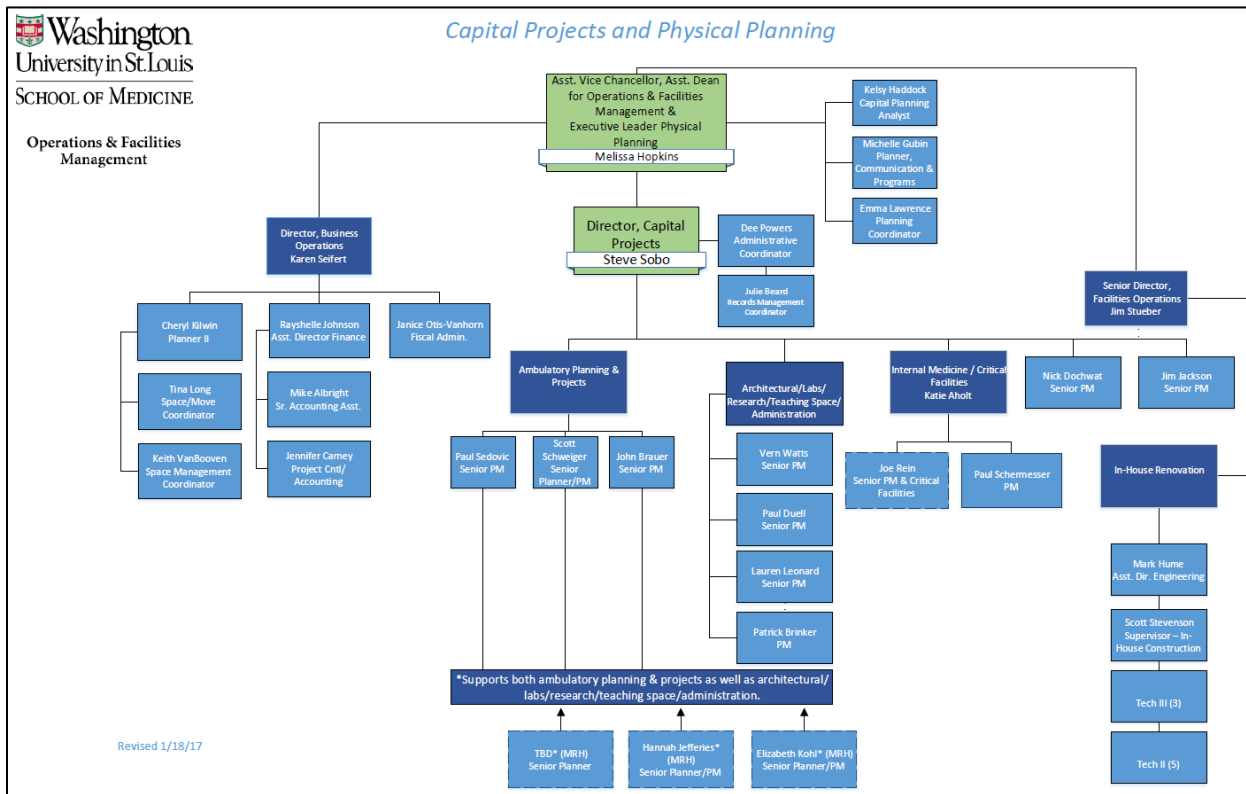 Washington
University in St. Louis
SCHOOL OF MEDICINE
Operations & Facilities
Management
Capital Projects and Physical Planning
Asst. Vice Chancellor, Asst. Dean
for Operations & Facilities
Management &
Executive Leader Physical
Planning
Melissa Hopkins
Kelsy Haddock
Capital Planning
Analyst
Michelle Gubin
Planner,
Communication &
Programs
Emma Lawrence
Planning
Coordinator
Director, Business
Operations
Karen Seifert
Director, Capital
Projects
Steve Sobo
Dee Powers
Administrative
Coordinator
Julie Beard
Records Management
Coordinator
Senior Director,
Facilities Operations
Jim Stueber
Cheryl Kilwin
Planner II
Rayshelle Johnson
Asst. Director Finance
Janice Otis-Vanhorn
Fiscal Admin.
Tina Long
Space/Move
Coordinator
Mike Albright
Sr. Accounting Asst.
Keith VanBooven
Space Management
Coordinator
Jennifer Carney
Project Cntl/
Accounting
Ambulatory Planning &
Projects
Architectural/Labs/
Research/Teaching Space/
Administration
Internal Medicine / Critical
Facilities
Katie Aholt
Nick Dochwat
Senior PM
Jim Jackson
Senior PM
Paul Sedovic
Senior PM
Scott
Schweiger
Senior
Planner/PM
John Brauer
Senior PM
Vern Watts
Senior PM
Paul Duell
Senior PM
Lauren Leonard
Senior PM
Patrick Brinker
PM
Joe Rein
Senior PM & Critical
Facilities
Paul Schermesser
PM
In-House Renovation
Mark Hume
Asst. Dir. Engineering
Scott Stevenson
Supervisor – In-
House Construction
Tech III (3)
Tech II (5)
*Supports both ambulatory planning & projects as well as architectural/
labs/research/teaching space/administration.
TBD* (MRH)
Senior Planner
Hannah Jefferies*
(MRH)
Senior Planner/PM
Elizabeth Kohl* (MRH)
Senior Planner/PM
Revised 1/18/17